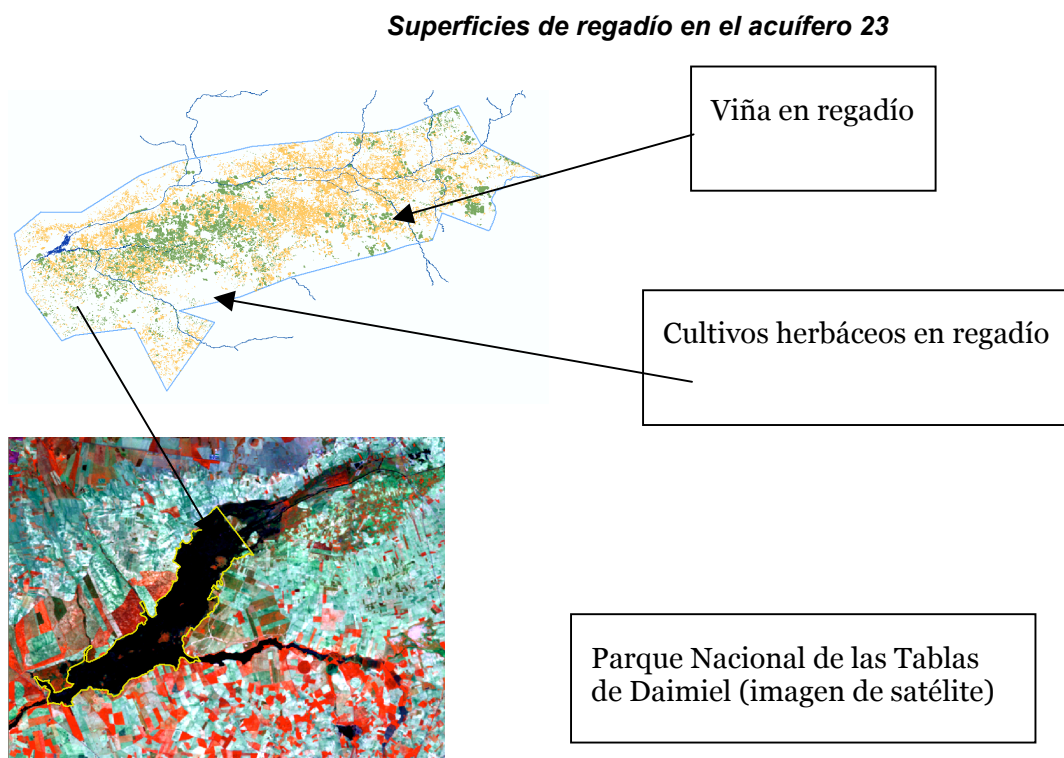 Superficies de regadío en el acuífero 23
Viña en regadío
Cultivos herbáceos en regadío
Parque Nacional de las Tablas
de Daimiel (imagen de satélite)